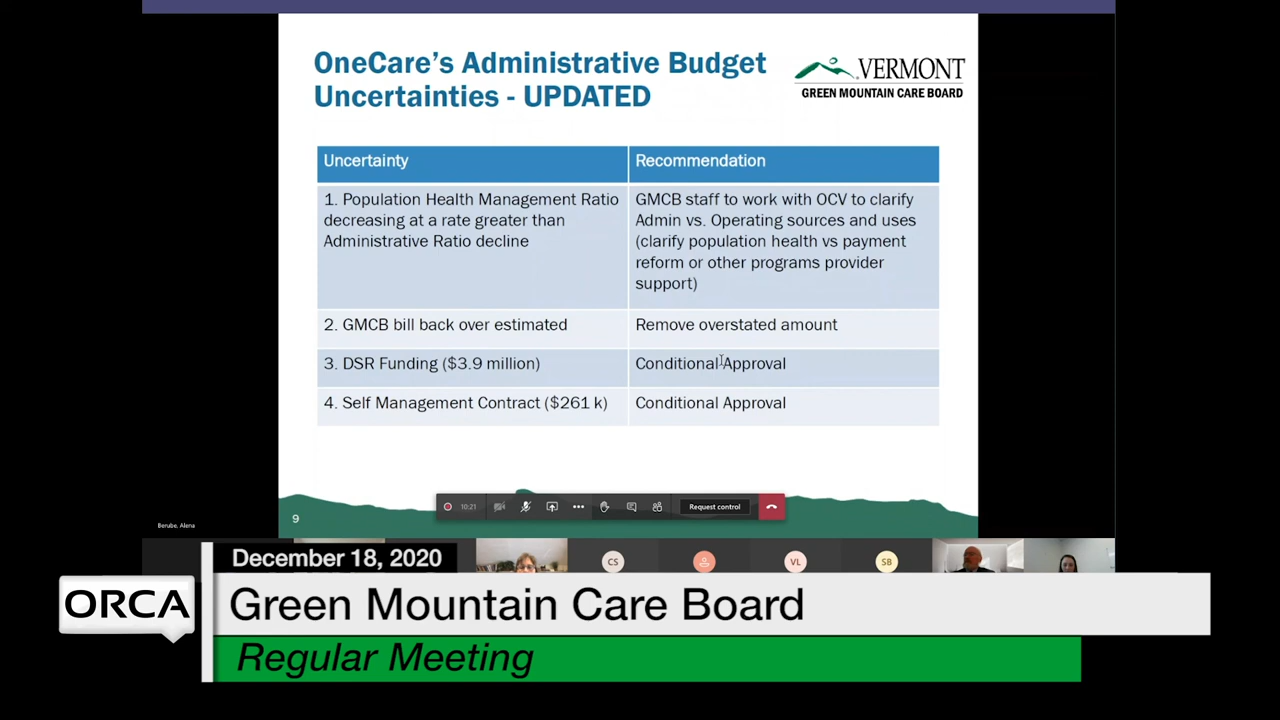 OneCare's Administrative Budget
Uncertainties - UPDATED
VERMONT
GREEN MOUNTAIN CARE BOARD
Uncertainty
Recommendation
1. Population Health Management Ratio
decreasing at a rate greater than
Administrative Ratio decline
GMCB staff to work with OCV to clarify
Admin vs. Operating sources and uses
(clarify population health vs payment
reform or other programs provider
support)
2. GMCB bill back over estimated
Remove overstated amount
3. DSR Funding ($3.9 million)
Conditional Approval
4. Self Management Contract ($261 k)
Conditional Approval
10:21
Request control
9
Berube, Alena
CS
VL
SB
December 18, 2020
ORCA
Green Mountain Care Board
Regular Meeting